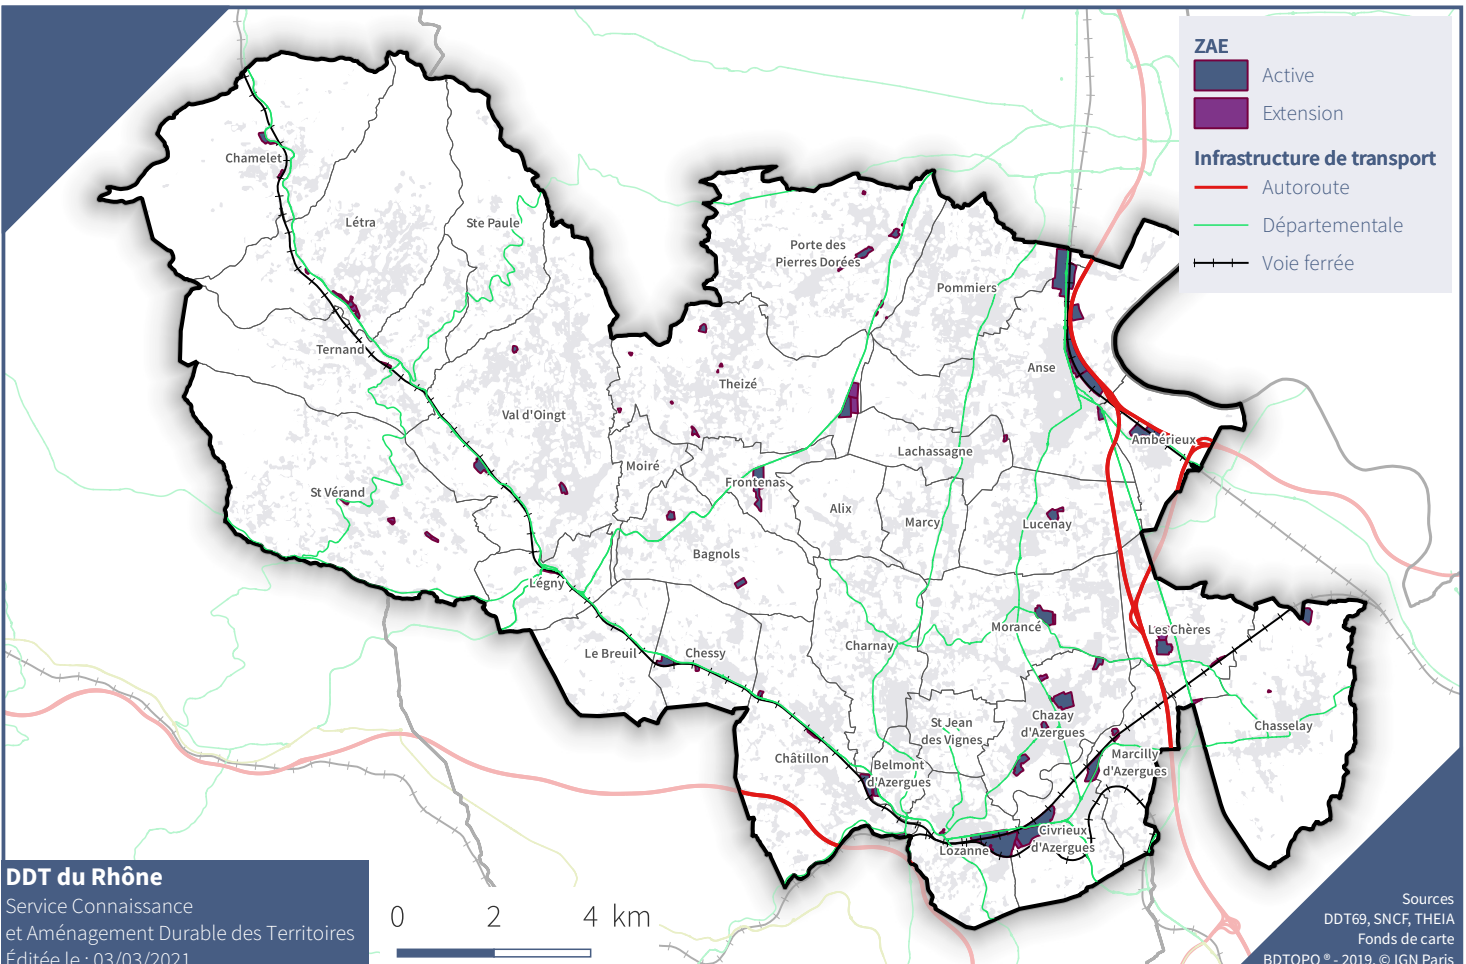 ZAE
Active
Extension
Infrastructure de transport
Autoroute
Départementale
Voie ferrée
Chamelet
Létra
Ste Paule
Porte des
Pierres Dorées
Pommiers
Ternand
Anse
Theizé
Val d'Oingt
Ambérieux
Lachassagne
Moiré
Frontenas
St Vérand
Alix
Marcy
Lucenay
Bagnols
Légny
Morancé
Les Chères
Charnay
Le Breuil
Chessy
Chazay
d'Azergues
St Jean
des Vignes
Chasselay
Châtillon
Belmont
d'Azergues
Marcilly
d'Azergues
Civrieux
d'Azergues
Lozanne
DDT du Rhône
Service Connaissance
et Aménagement Durable des Territoires
Éditée le : 03/03/2021
0 2 4 km
Sources
DDT69, SNCF, THEIA
Fonds de carte
BDTOPO ® - 2019, © IGN Paris